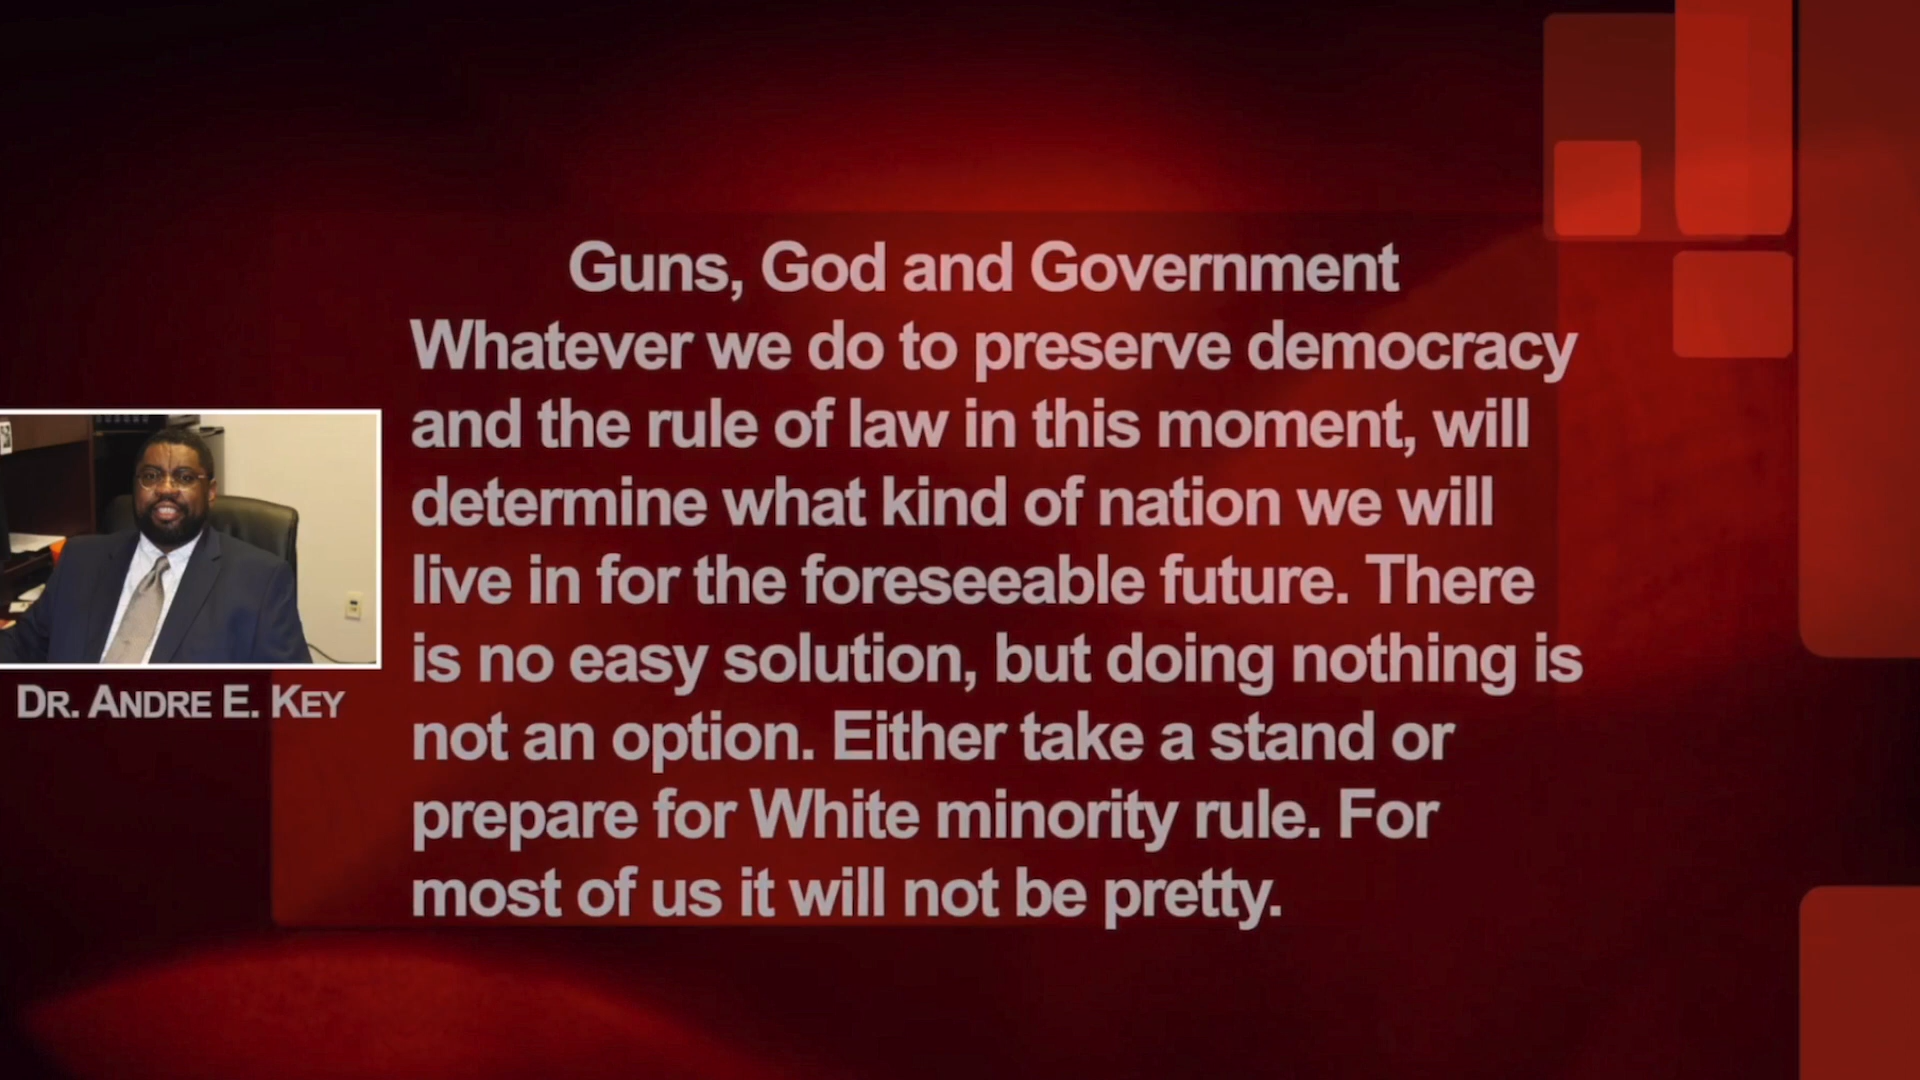 Guns, God and Government
Whatever we do to preserve democracy
and the rule of law in this moment, will
determine what kind of nation we will
live in for the foreseeable future. There
is no easy solution, but doing nothing is
not an option. Either take a stand or
prepare for White minority rule. For
most of us it will not be pretty.
DR. ANDRE E. KEY